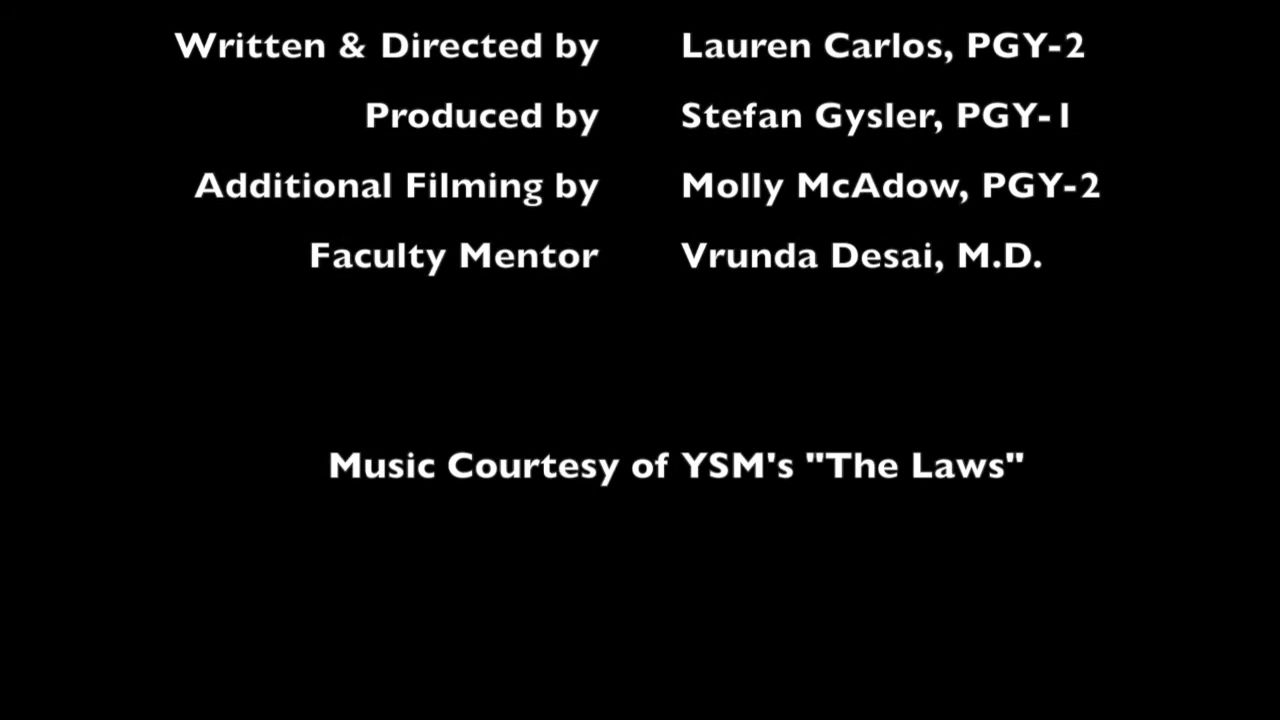 Written & Directed by Lauren Carlos, PGY-2
Produced by Stefan Gysler, PGY-1
Additional Filming by Molly McAdow, PGY-2
Faculty Mentor Vrunda Desai, M.D.
Music Courtesy of YSM's "The Laws"